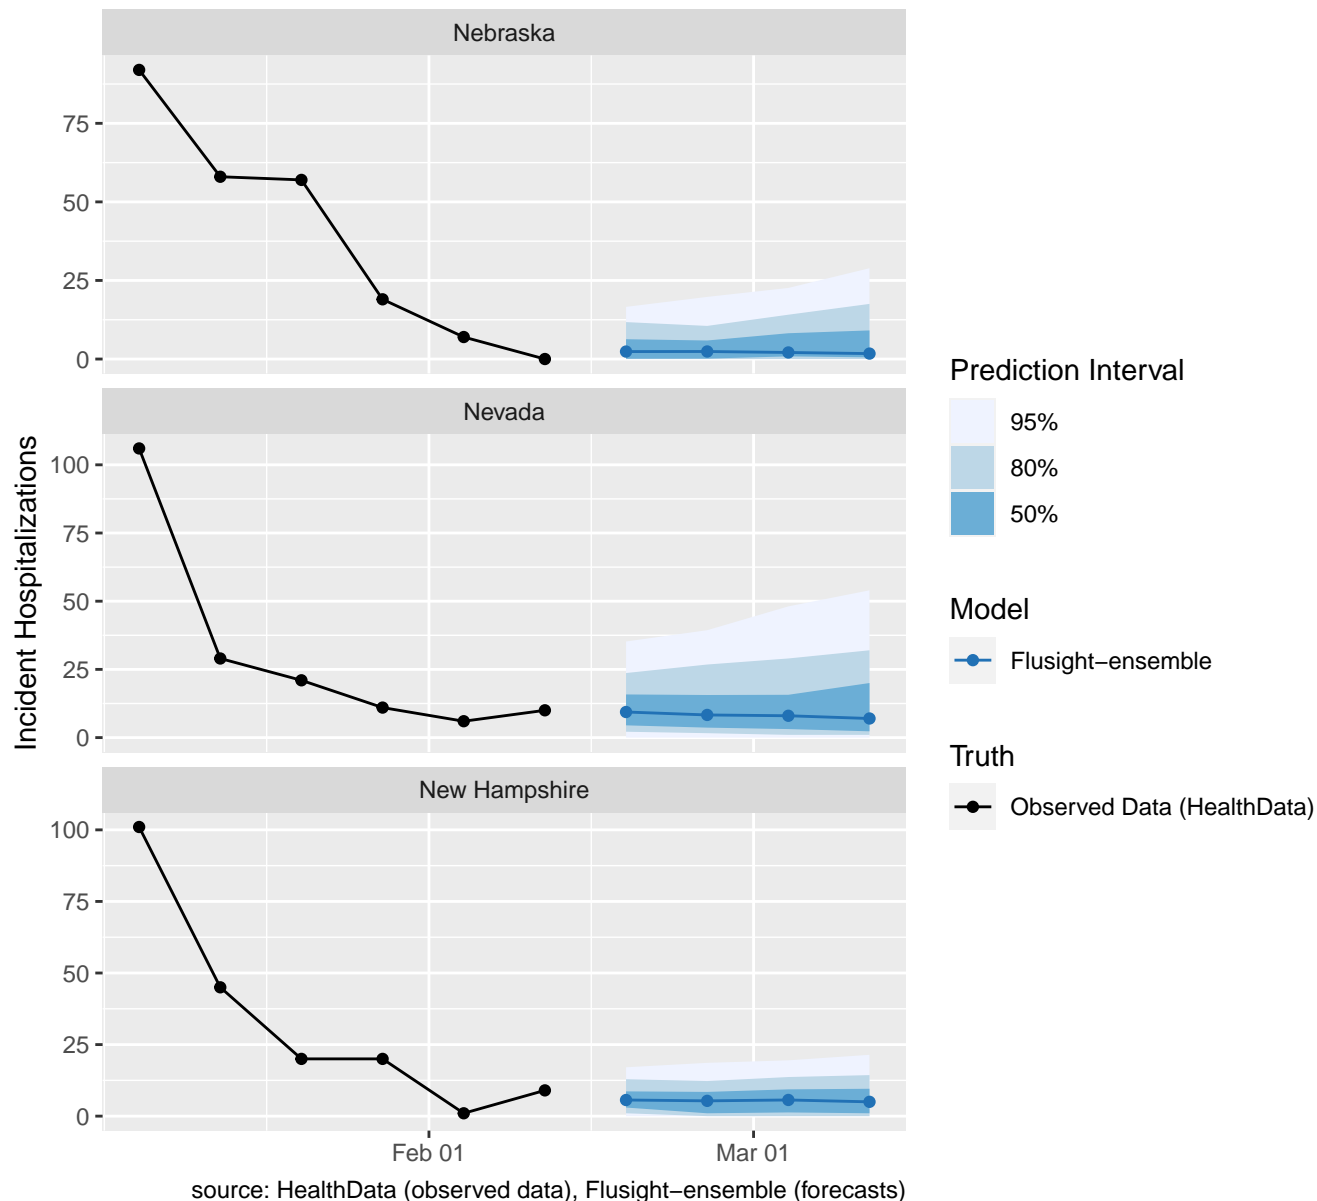 Nebraska
75
50
25
0
Nevada
100
75
50
25
0
New Hampshire
100
75
50
25
0
Feb 01
Mar 01
Incident Hospitalizations
source: HealthData (observed data), Flusight−ensemble (forecasts)
Prediction Interval
95%
80%
50%
Model
Flusight−ensemble
Truth
Observed Data (HealthData)